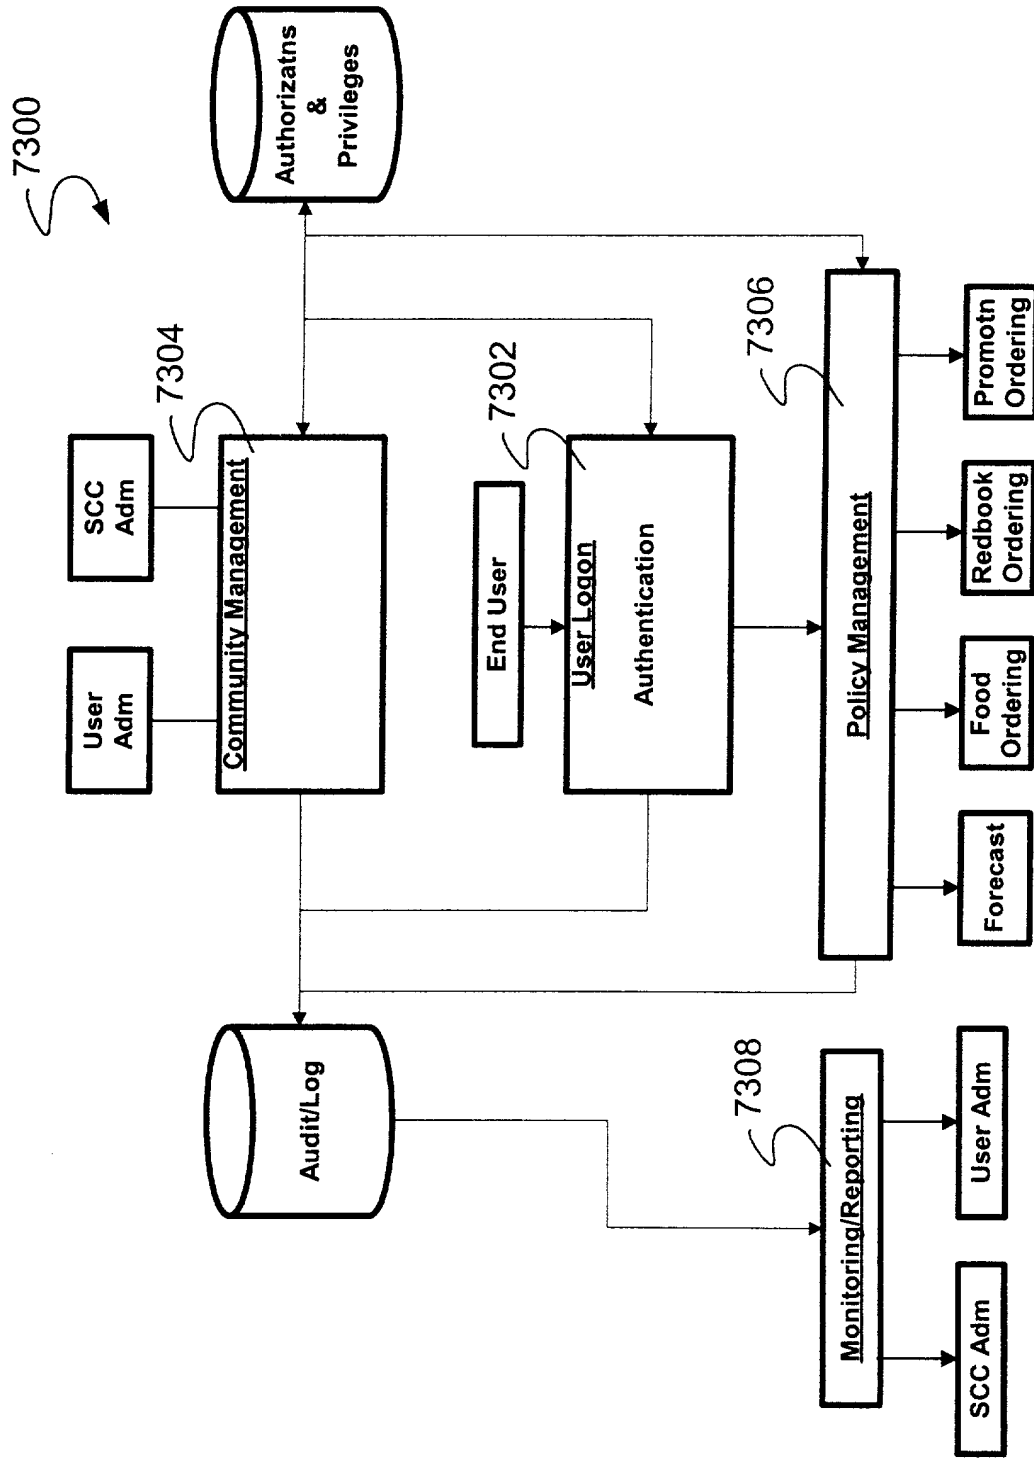 7300
User
Adm
SCC
Adm
7304
Community Management
Authorizatns
&
Privileges
Audit/Log
End User
7302
User Logon
Authentication
7308
Monitoring/Reporting
7306
Policy Management
SCC Adm
User Adm
Forecast
Food
Ordering
Redbook
Ordering
Promotn
Ordering